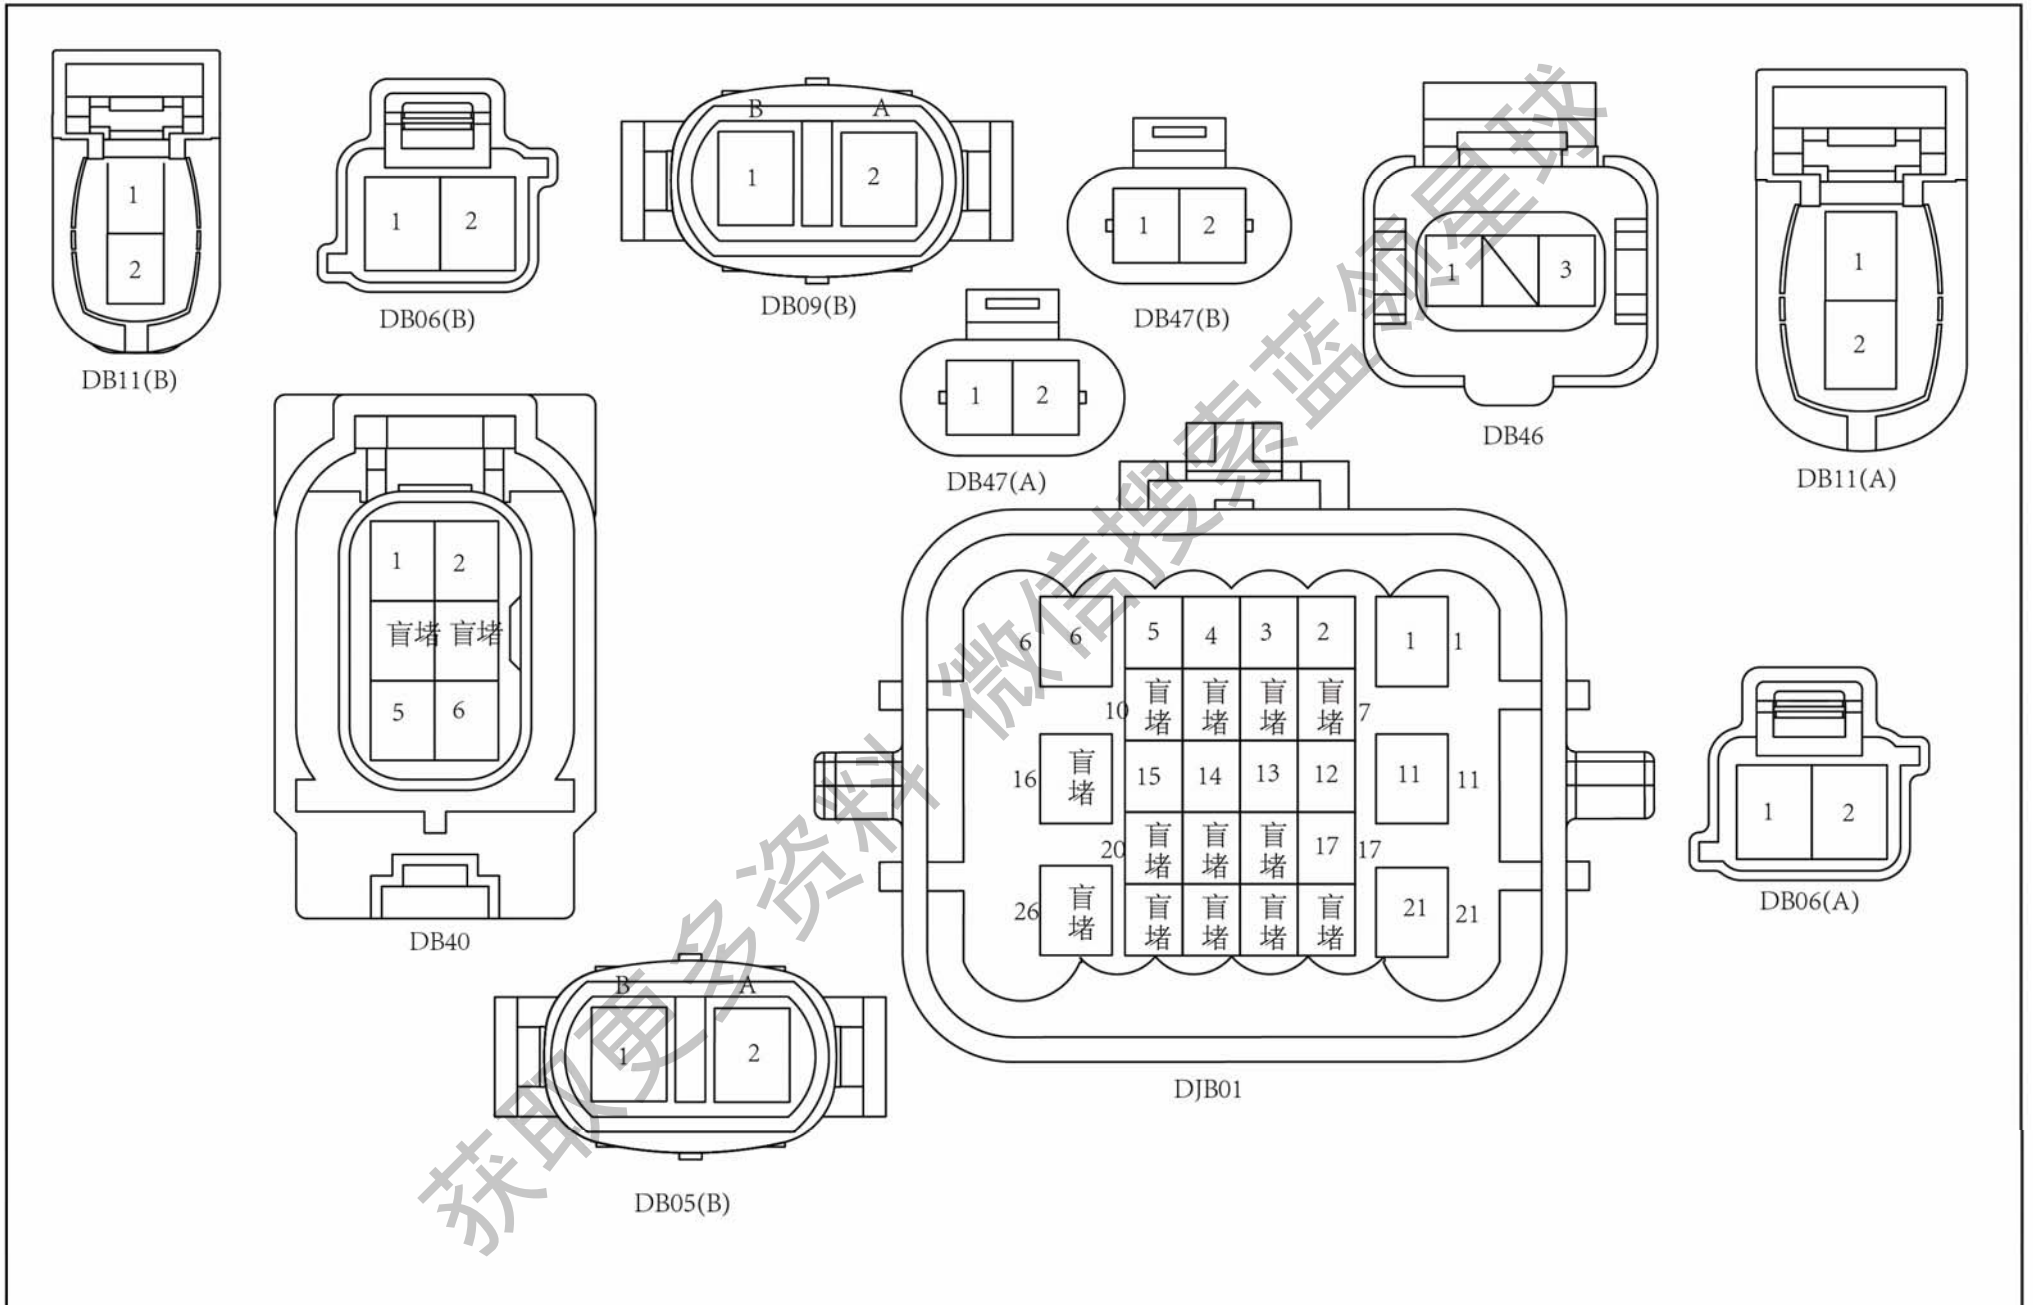 1
2
DB11(B)
1 2
DB06(B)
B A
1 2
DB09(B)
1 2
DB47(B)
1 2
DB47(A)
1 3
DB46
1
2
DB11(A)
1 2
盲堵 盲堵
5 6
DB40
6 6 5 4 3 2 1 1
10 盲堵 盲堵 盲堵 盲堵 7
16 盲堵 15 14 13 12 11 11
20 盲堵 盲堵 盲堵 17 17
26 盲堵 盲堵 盲堵 盲堵 盲堵 21 21
DJB01
1 2
DB06(A)
B A
1 2
DB05(B)
获取更多资料 微信搜索蓝领星球